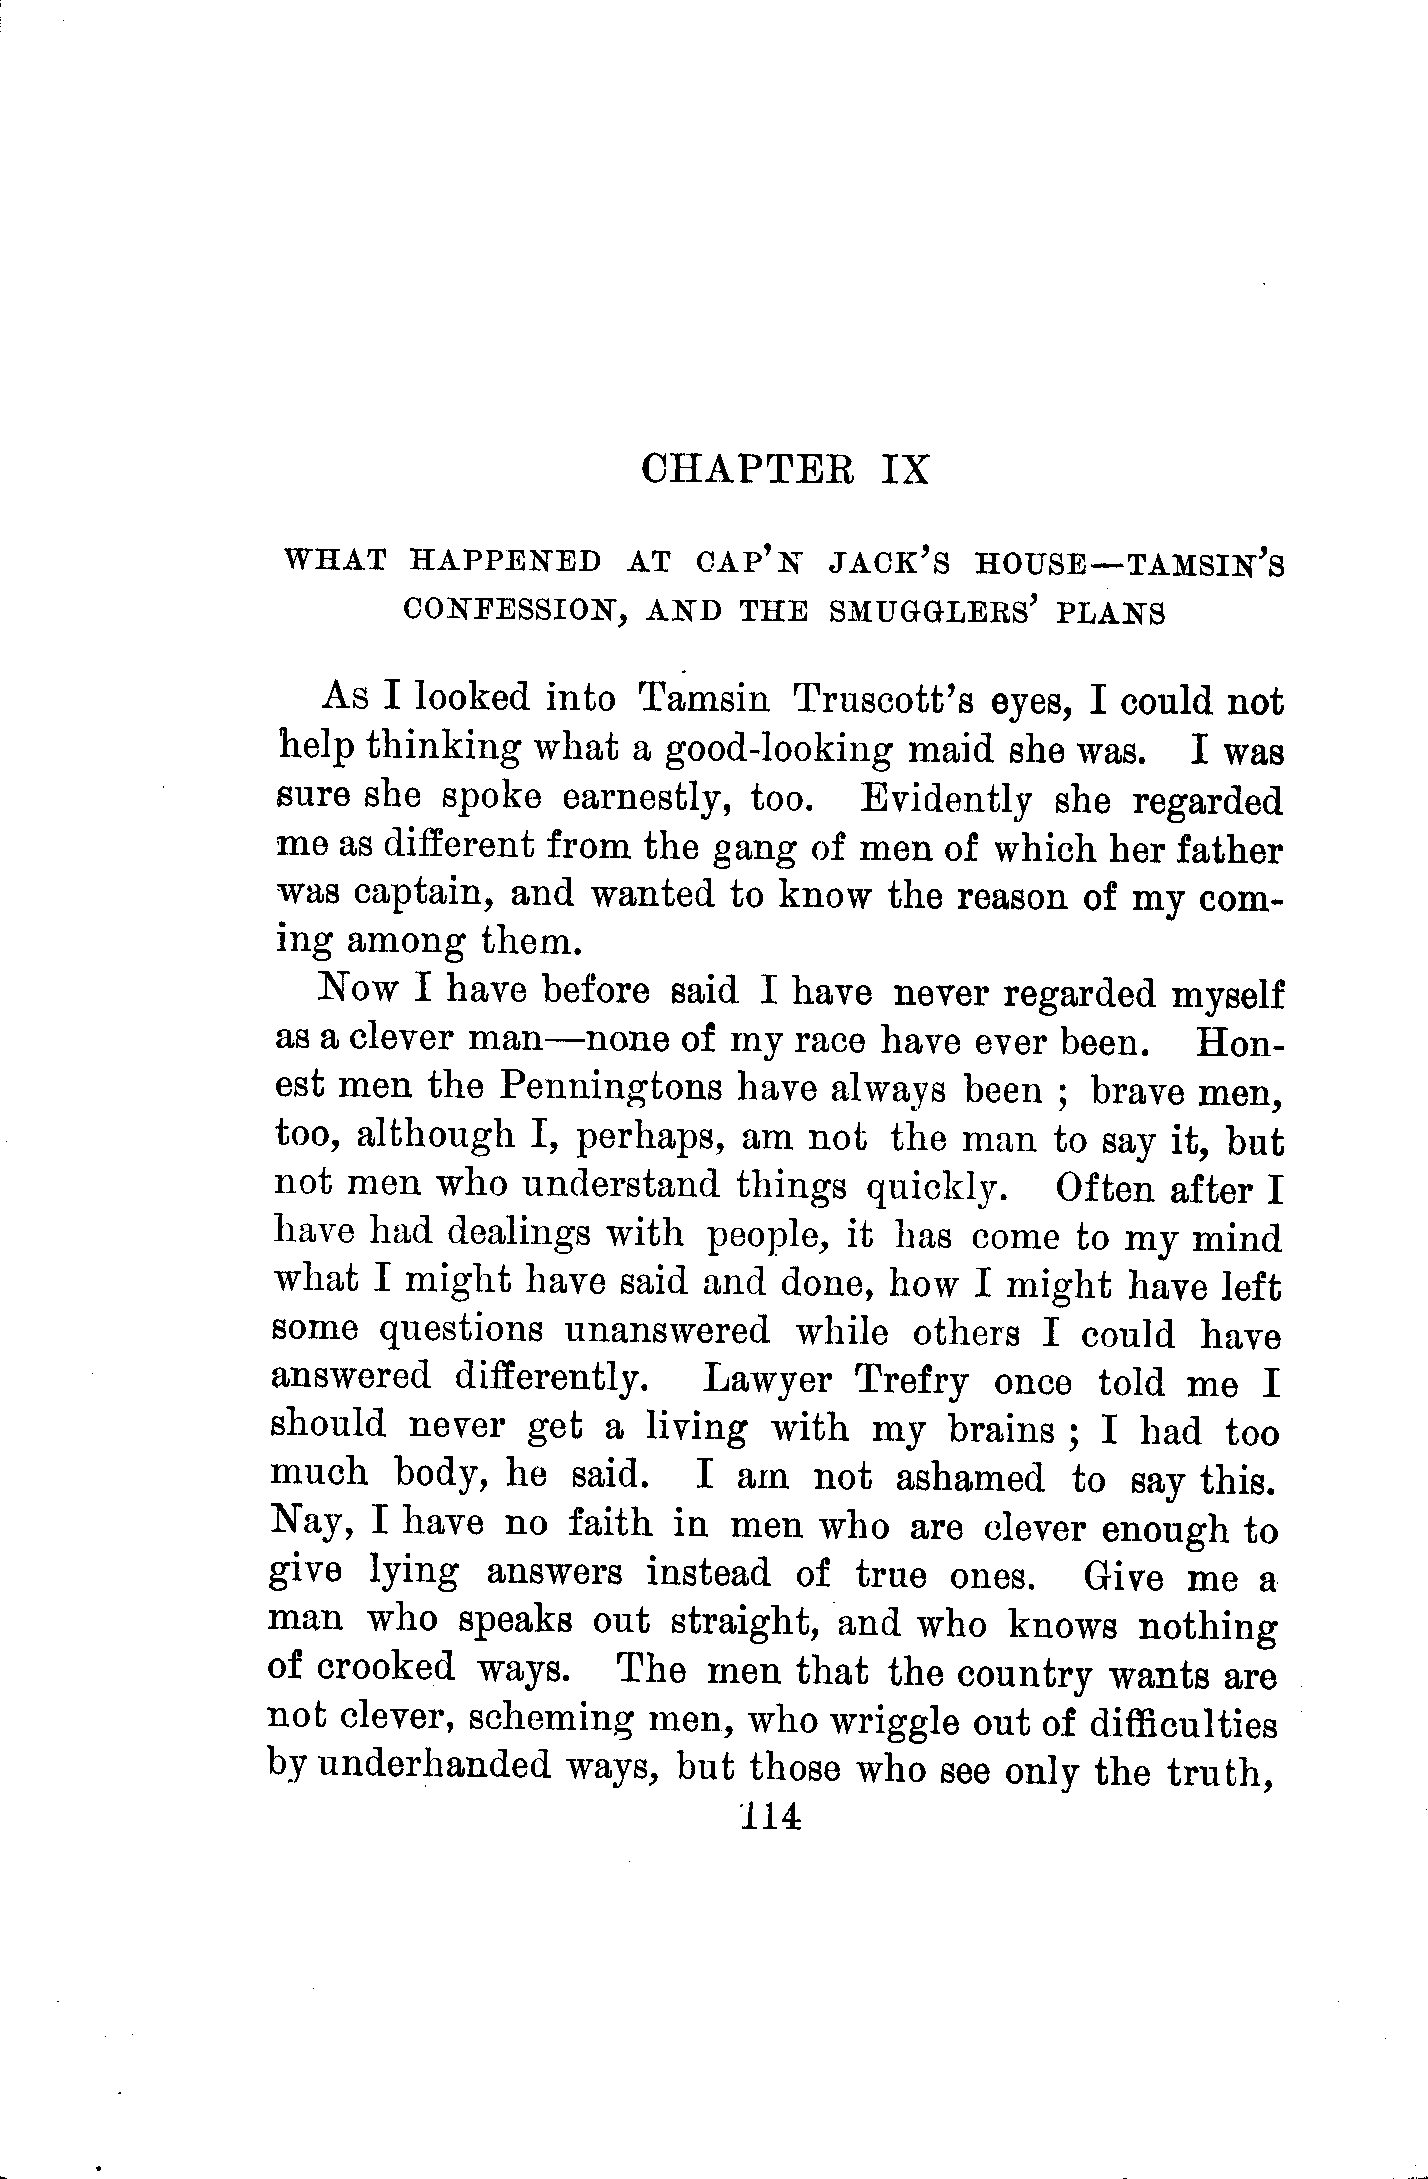 CHAPTER IX
WHAT HAPPENED AT CAP'N JACK'S HOUSE—TAMSIN'S
CONFESSION, AND THE SMUGGLERS' PLANS
As I looked into Tamsin Truscott's eyes, I could not
help thinking what a good-looking maid she was. I was
sure she spoke earnestly, too. Evidently she regarded
me as different from the gang of men of which her father
was captain, and wanted to know the reason of my com-
ing among them.
Now I have before said I have never regarded myself
as a clever man—none of my race have ever been. Hon-
est men the Penningtons have always been ; brave men,
too, although I, perhaps, am not the man to say it, but
not men who understand things quickly. Often after I
have had dealings with people, it has come to my mind
what I might have said and done, how I might have left
some questions unanswered while others I could have
answered differently. Lawyer Trefry once told me I
should never get a living with my brains ; I had too
much body, he said. I am not ashamed to say this.
Nay, I have no faith in men who are clever enough to
give lying answers instead of true ones. Give me a
man who speaks out straight, and who knows nothing
of crooked ways. The men that the country wants are
not clever, scheming men, who wriggle out of difficulties
by underhanded ways, but those who see only the truth,
114